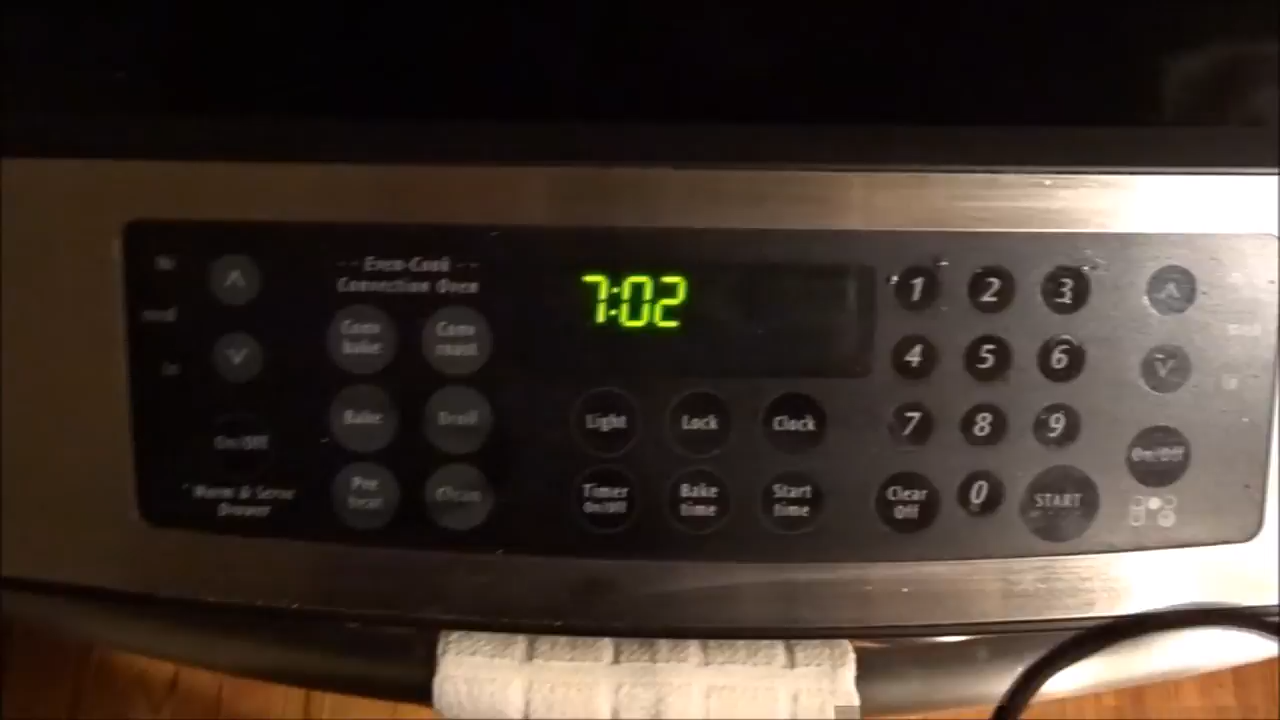 Even-Cook
Convection Oven
Conv
bake
Conv
roast
Bake
Broil
Pre
heat
Clean
On/Off
Warm & Serve
Drawer
7:02
Light
Lock
Clock
Timer
On/Off
Bake
time
Start
time
1 2 3
4 5 6
7 8 9
Clear
Off
0
START
On/Off